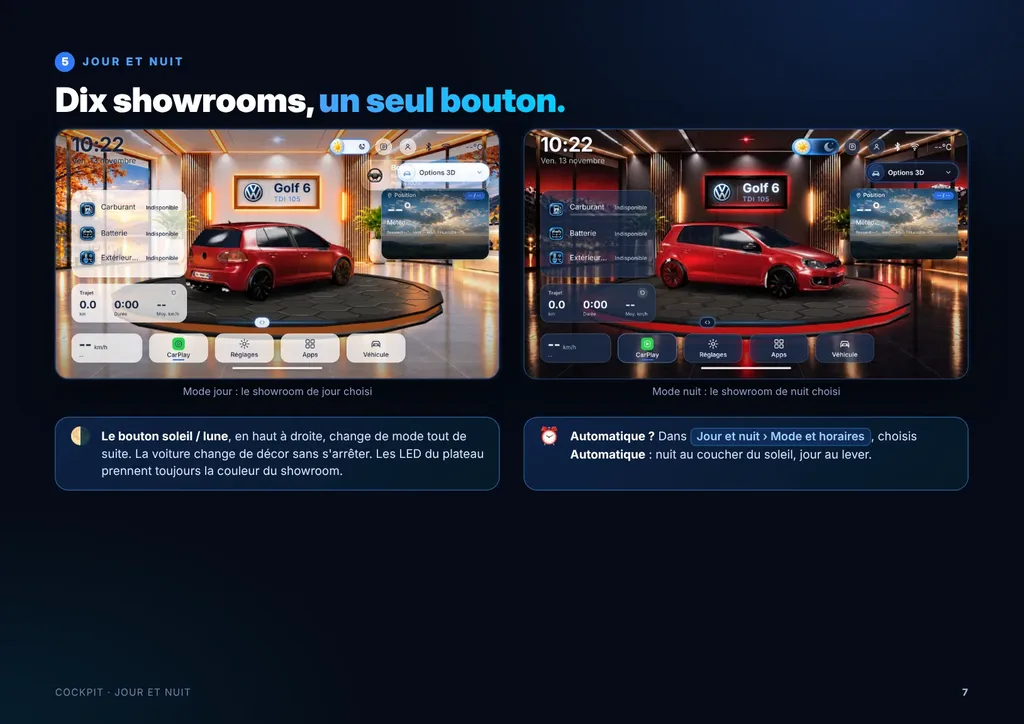 5 JOUR ET NUIT
Dix showrooms, un seul bouton.
10:22
Ven. 13 novembre
--°C
Options 3D
Golf 6
TDI 105
Carburant Indisponible
Batterie Indisponible
Extérieur... Indisponible
Position
--°
Trajet
0.0 0:00 --
km Durée Moy. km/h
-- km/h
--
CarPlay
Réglages
Apps
Véhicule
10:22
Ven. 13 novembre
--°C
Options 3D
Golf 6
TDI 105
Carburant Indisponible
Batterie Indisponible
Extérieur... Indisponible
Position
--°
Trajet
0.0 0:00 --
km Durée Moy. km/h
-- km/h
--
CarPlay
Réglages
Apps
Véhicule
Mode jour : le showroom de jour choisi
Mode nuit : le showroom de nuit choisi
Le bouton soleil / lune, en haut à droite, change de mode tout de
suite. La voiture change de décor sans s'arrêter. Les LED du plateau
prennent toujours la couleur du showroom.
Automatique ? Dans Jour et nuit › Mode et horaires , choisis
Automatique : nuit au coucher du soleil, jour au lever.
COCKPIT · JOUR ET NUIT
7